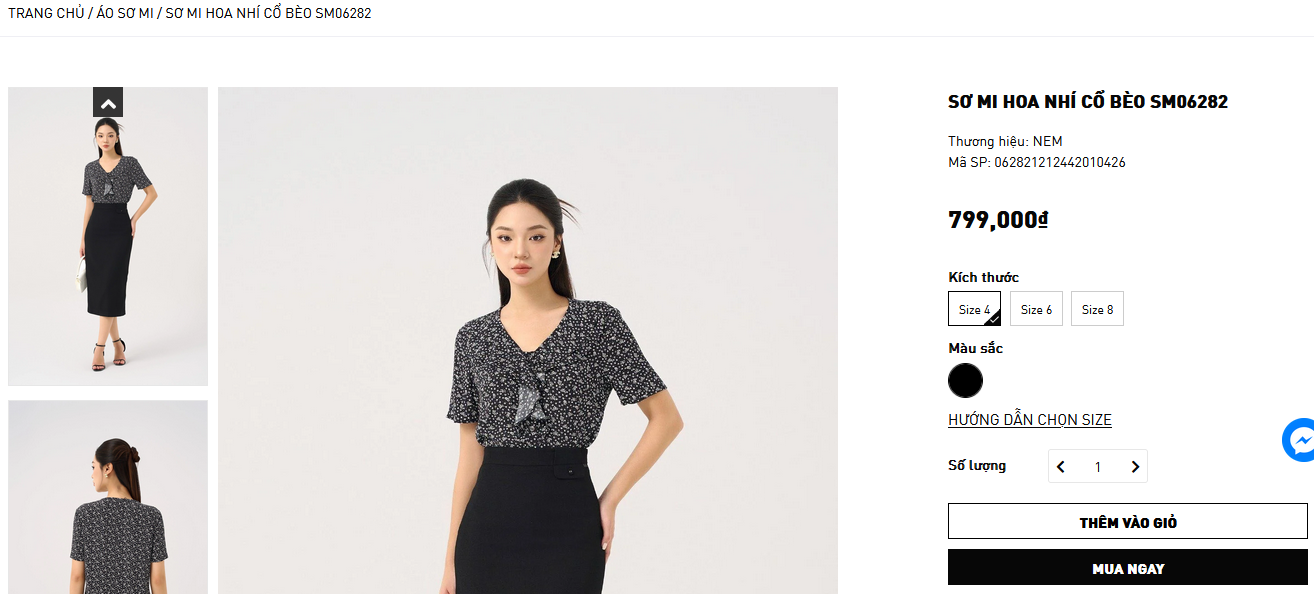 TRANG CHỦ / ÁO SƠ MI / SƠ MI HOA NHÍ CỔ BÈO SM06282
SƠ MI HOA NHÍ CỔ BÈO SM06282
Thương hiệu: NEM
Mã SP: 062821212442010426
799,000₫
Kích thước
Size 4
Size 6
Size 8
Màu sắc
HƯỚNG DẪN CHỌN SIZE
Số lượng
1
THÊM VÀO GIỎ
MUA NGAY